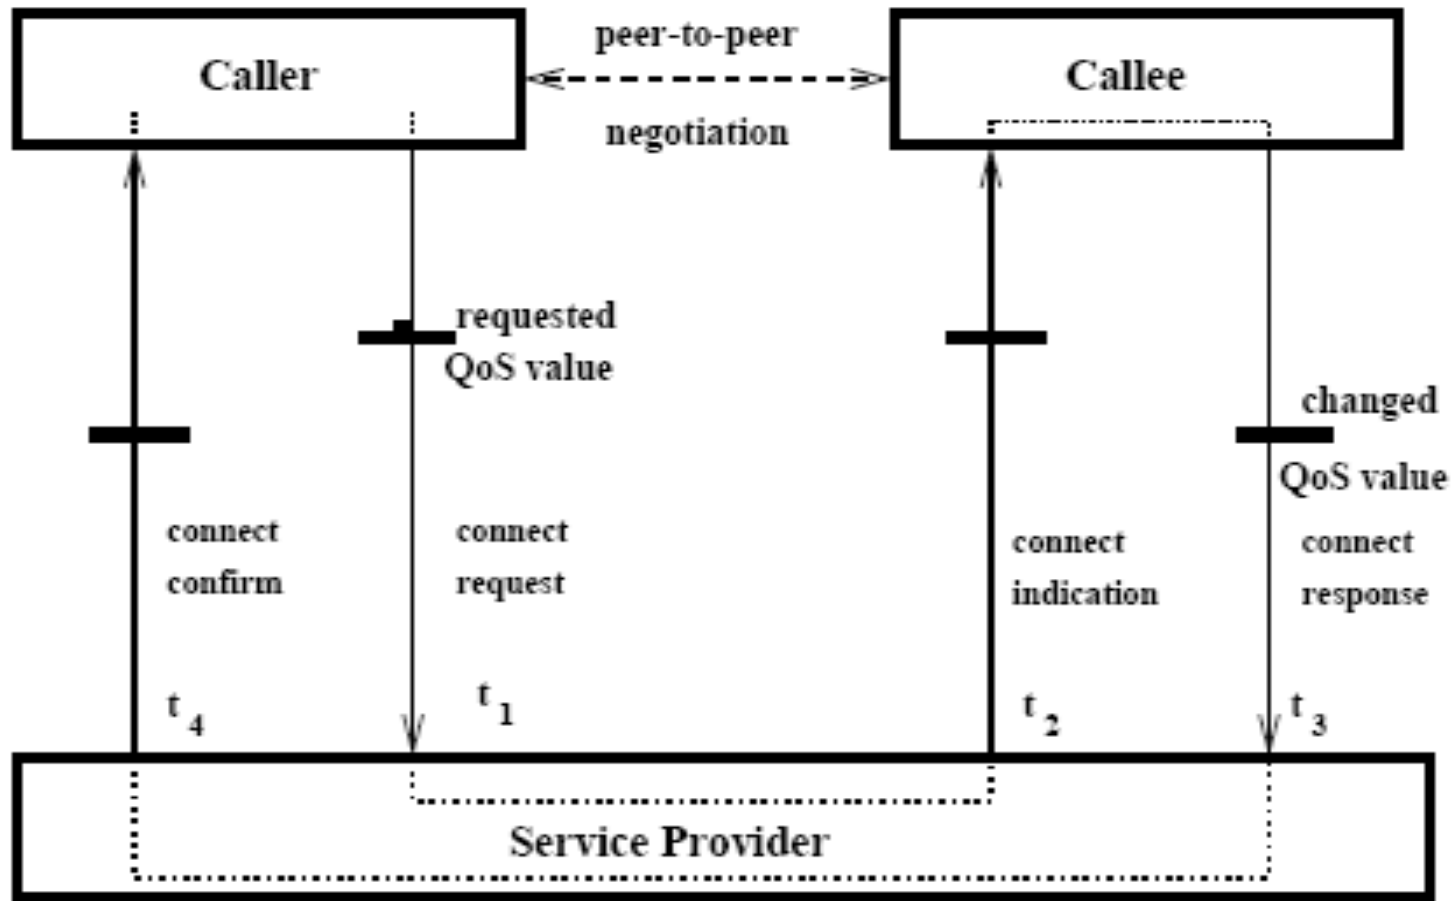 Caller
peer-to-peer
negotiation
Callee
requested
QoS value
changed
QoS value
connect
confirm
connect
request
connect
indication
connect
response
t 4
t 1
t 2
t 3
Service Provider